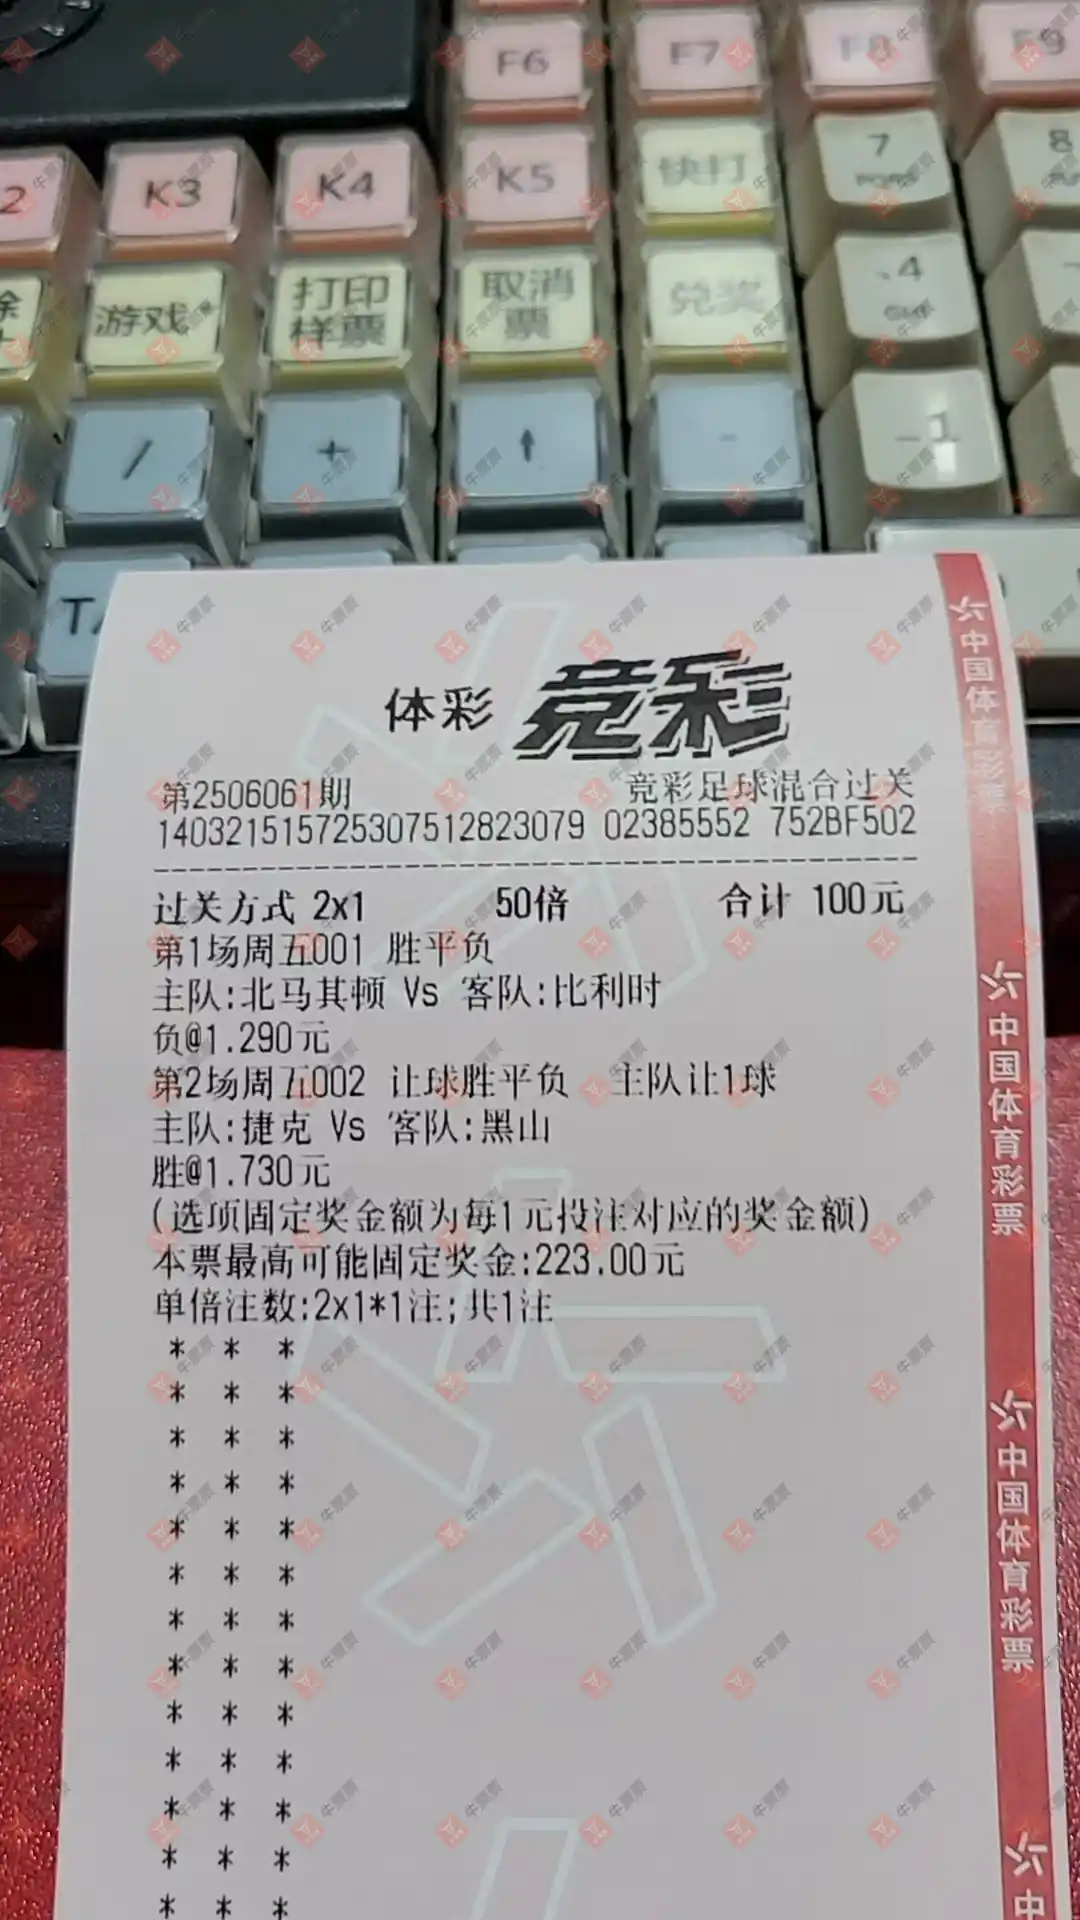 F6 F7 F8 F9
K3 K4 K5 快打 7 8
游戏 打印样票 取消票 兑奖 4
/ + ↑ - 1
体彩 竞彩
第2506061期 竞彩足球混合过关
140321515725307512823079 02385552 752BF502
过关方式 2x1 50倍 合计 100元
第1场周五001 胜平负
主队:北马其顿 Vs 客队:比利时
负@1.290元
第2场周五002 让球胜平负 主队让1球
主队:捷克 Vs 客队:黑山
胜@1.730元
(选项固定奖金额为每1元投注对应的奖金额)
本票最高可能固定奖金:223.00元
单倍注数:2x1*1注;共1注
* * *
* * *
* * *
* * *
* * *
* * *
* * *
* * *
* * *
* * *
* * *
* * *
* * *
中国体育彩票
中国体育彩票
中国体育彩票
中
牛票票